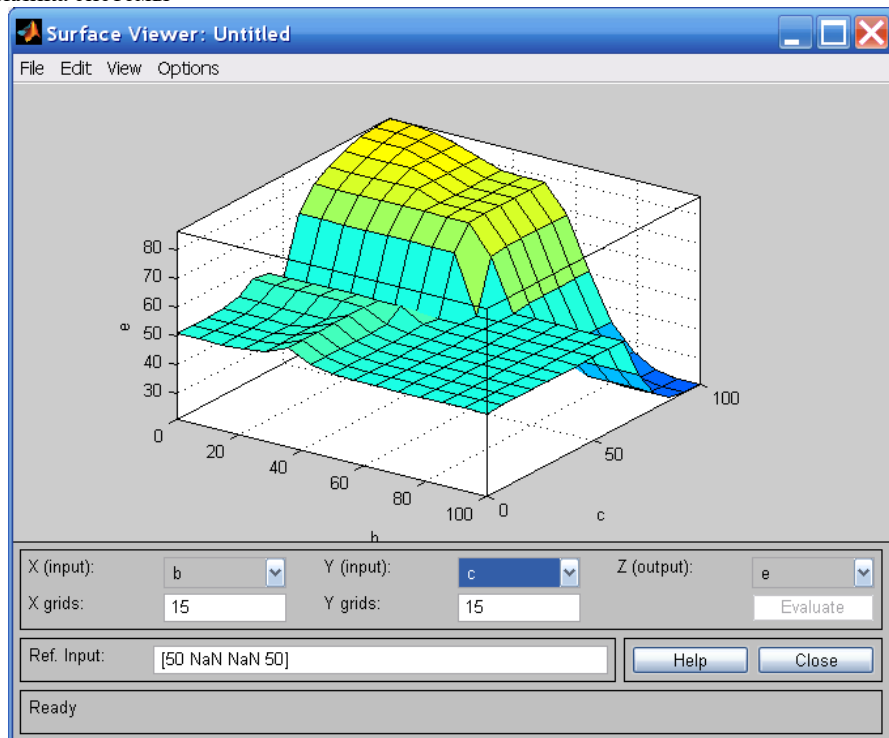 Surface Viewer: Untitled
File Edit View Options
80
70
60
50
40
30
e
0
20
40
60
80
100
b
0
50
100
c
X (input): b Y (input): c Z (output): e
X grids: 15 Y grids: 15 Evaluate
Ref. Input: [50 NaN NaN 50] Help Close
Ready